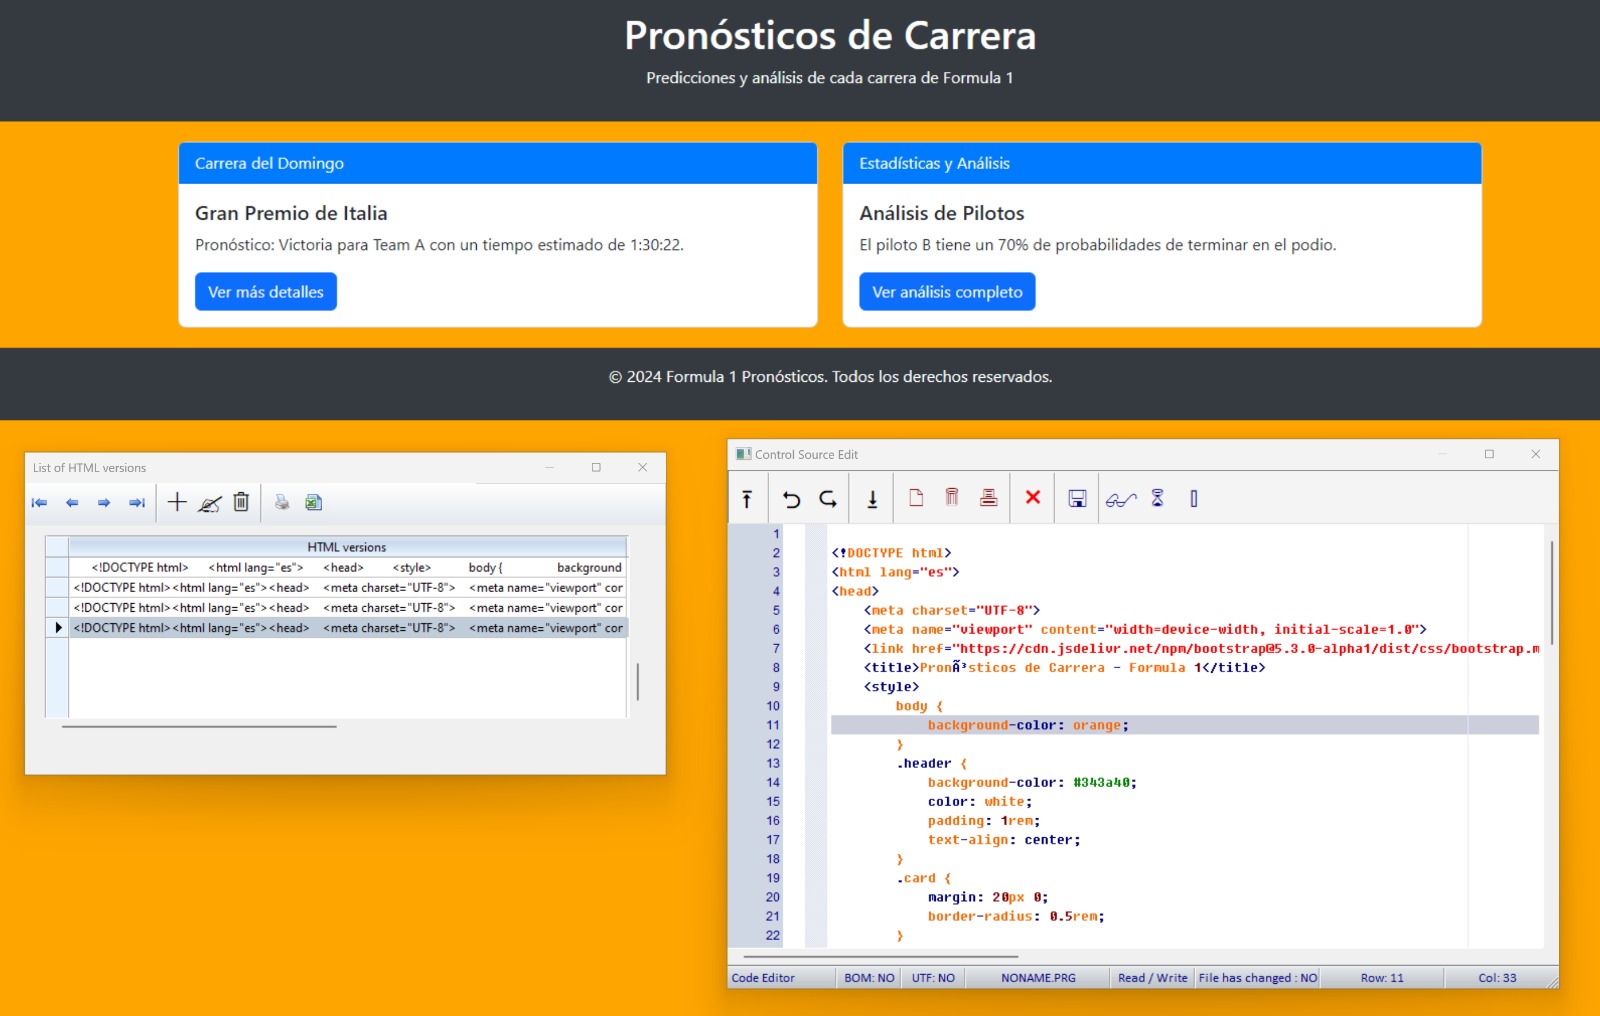 Pronósticos de Carrera
Predicciones y análisis de cada carrera de Formula 1
Carrera del Domingo
Gran Premio de Italia
Pronóstico: Victoria para Team A con un tiempo estimado de 1:30:22.
Ver más detalles
Estadísticas y Análisis
Análisis de Pilotos
El piloto B tiene un 70% de probabilidades de terminar en el podio.
Ver análisis completo
© 2024 Formula 1 Pronósticos. Todos los derechos reservados.
List of HTML versions
HTML versions
<!DOCTYPE html> <html lang="es"> <head> <style> body { background
<!DOCTYPE html><html lang="es"><head> <meta charset="UTF-8"> <meta name="viewport" cor
<!DOCTYPE html><html lang="es"><head> <meta charset="UTF-8"> <meta name="viewport" cor
<!DOCTYPE html><html lang="es"><head> <meta charset="UTF-8"> <meta name="viewport" cor
Control Source Edit
1
2 <!DOCTYPE html>
3 <html lang="es">
4 <head>
5 <meta charset="UTF-8">
6 <meta name="viewport" content="width=device-width, initial-scale=1.0">
7 <link href="https://cdn.jsdelivr.net/npm/bootstrap@5.3.0-alpha1/dist/css/bootstrap.m
8 <title>PronÃ³sticos de Carrera - Formula 1</title>
9 <style>
10 body {
11 background-color: orange;
12 }
13 .header {
14 background-color: #343a40;
15 color: white;
16 padding: 1rem;
17 text-align: center;
18 }
19 .card {
20 margin: 20px 0;
21 border-radius: 0.5rem;
22 }
Code Editor BOM: NO UTF: NO NONAME.PRG Read / Write File has changed : NO Row: 11 Col: 33